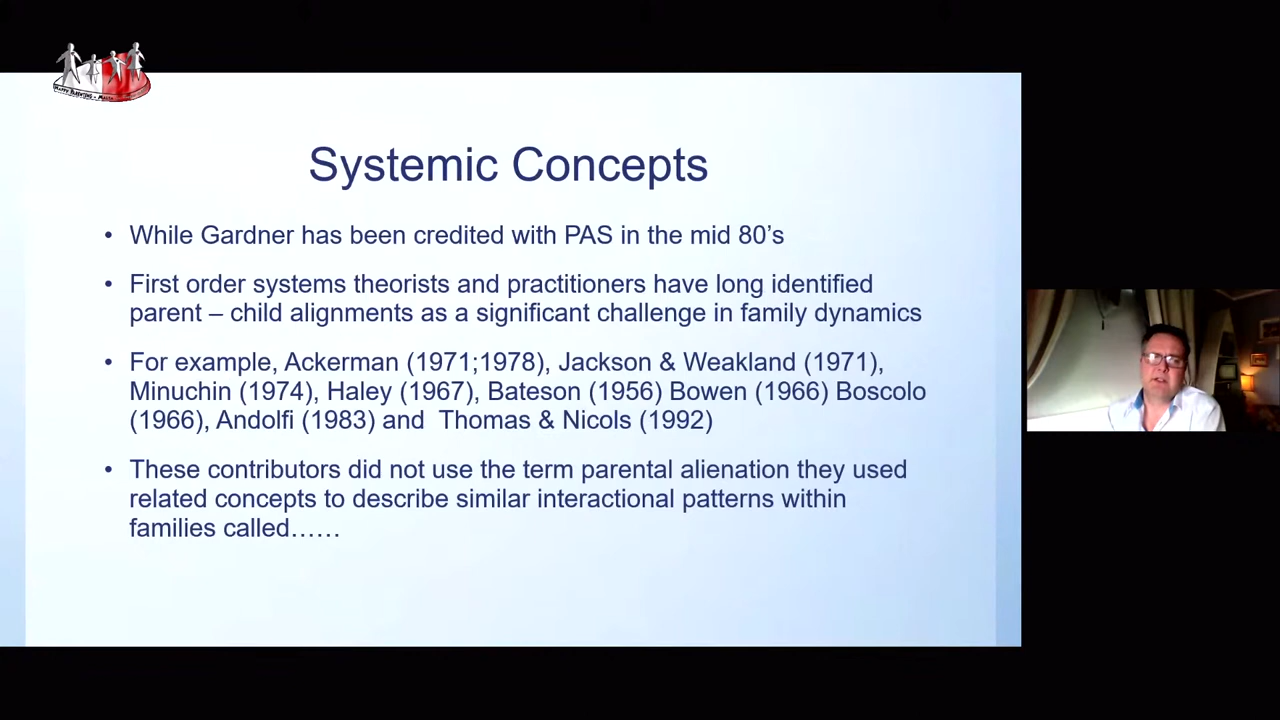 Systemic Concepts
• While Gardner has been credited with PAS in the mid 80’s
• First order systems theorists and practitioners have long identified
parent – child alignments as a significant challenge in family dynamics
• For example, Ackerman (1971;1978), Jackson & Weakland (1971),
Minuchin (1974), Haley (1967), Bateson (1956) Bowen (1966) Boscolo
(1966), Andolfi (1983) and Thomas & Nicols (1992)
• These contributors did not use the term parental alienation they used
related concepts to describe similar interactional patterns within
families called……